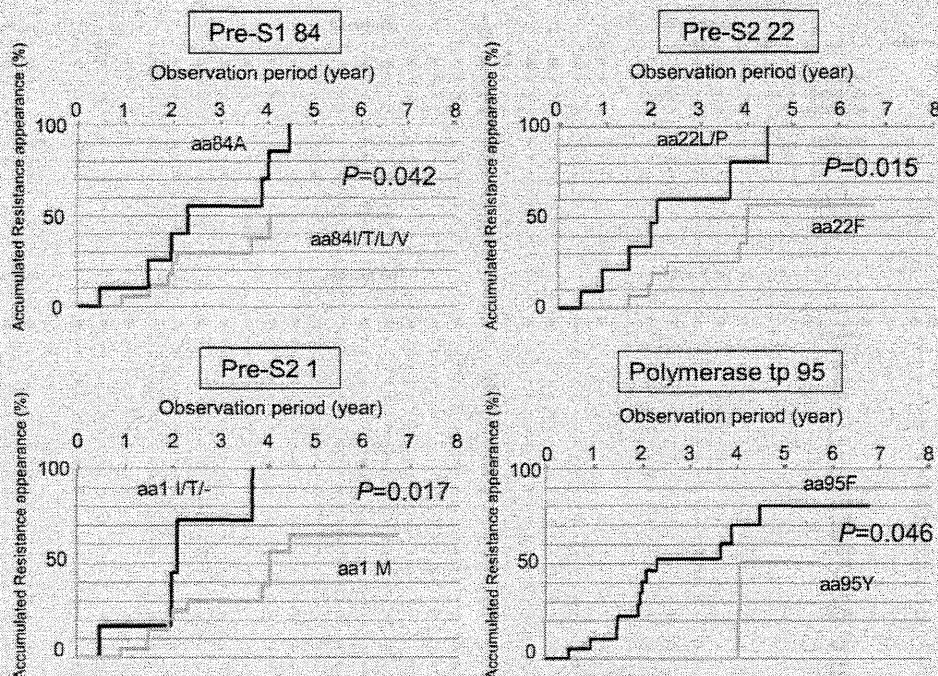 Pre-S1 84
Observation period (year)
0 1 2 3 4 5 6 7 8
Accumulated Resistance appearance (%)
100
50
0
aa84A
P=0.042
aa84I/T/L/V
Pre-S2 22
Observation period (year)
0 1 2 3 4 5 6 7 8
Accumulated Resistance appearance (%)
100
50
0
aa22L/P
P=0.015
aa22F
Pre-S2 1
Observation period (year)
0 1 2 3 4 5 6 7 8
Accumulated Resistance appearance (%)
100
50
0
aa1 I/T/-
P=0.017
aa1 M
Polymerase tp 95
Observation period (year)
0 1 2 3 4 5 6 7 8
Accumulated Resistance appearance (%)
100
50
0
aa95F
P=0.046
aa95Y